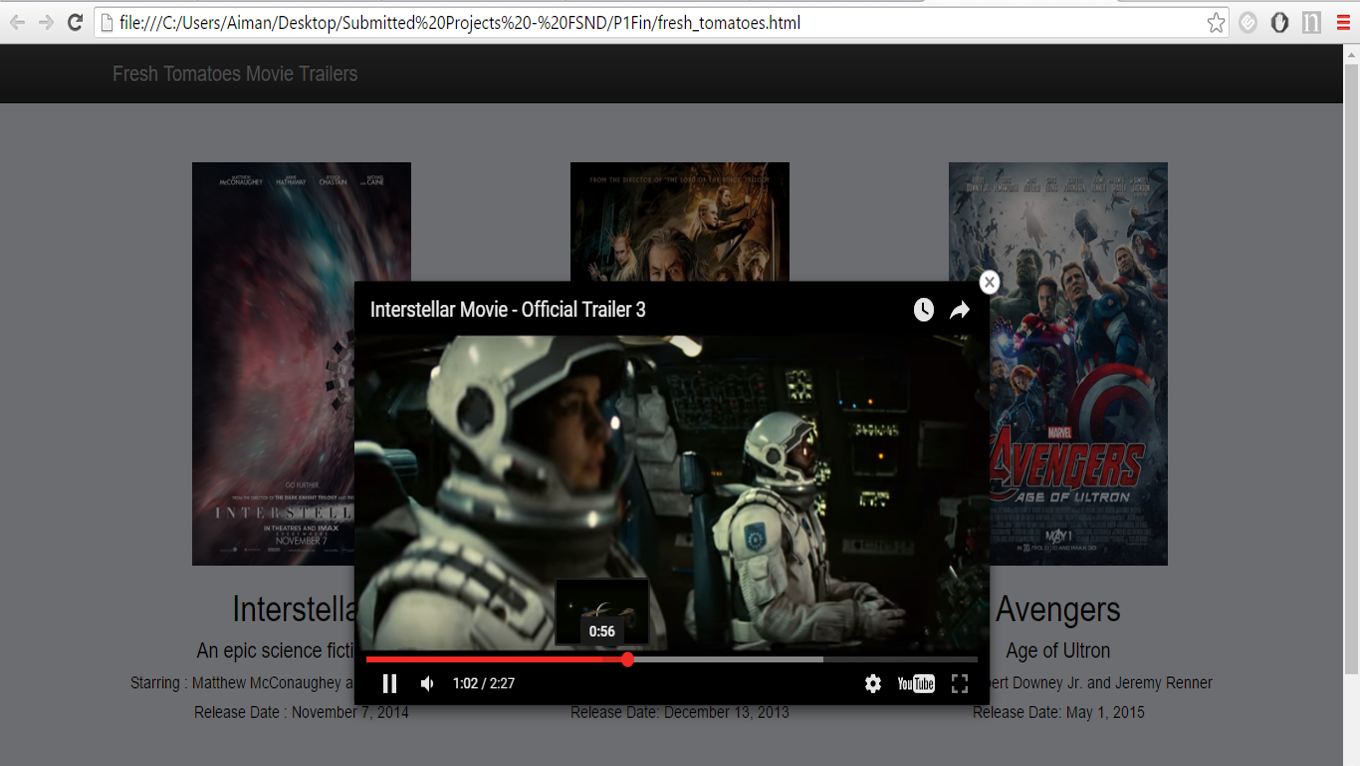 file:///C:/Users/Aiman/Desktop/Submitted%20Projects%20-%20FSND/P1Fin/fresh_tomatoes.html
Fresh Tomatoes Movie Trailers
MATTHEW McCONAUGHEY ANNE HATHAWAY JESSICA CHASTAIN MICHAEL CAINE
FROM THE DIRECTOR OF "THE LORD OF THE RINGS" TRILOGY
DOWNEY JR.
Interstellar Movie - Official Trailer 3
GO FURTHER.
FROM THE DIRECTOR OF THE DARK KNIGHT TRILOGY AND
INTERSTELL
IN THEATRES AND IMAX
NOVEMBER 7
MARVEL
AVENGERS
AGE OF ULTRON
MAY 1
0:56
1:02 / 2:27
YouTube
Interstella
An epic science ficti
Starring : Matthew McConaughey a
Release Date : November 7, 2014
Release Date: December 13, 2013
Avengers
Age of Ultron
ert Downey Jr. and Jeremy Renner
Release Date: May 1, 2015